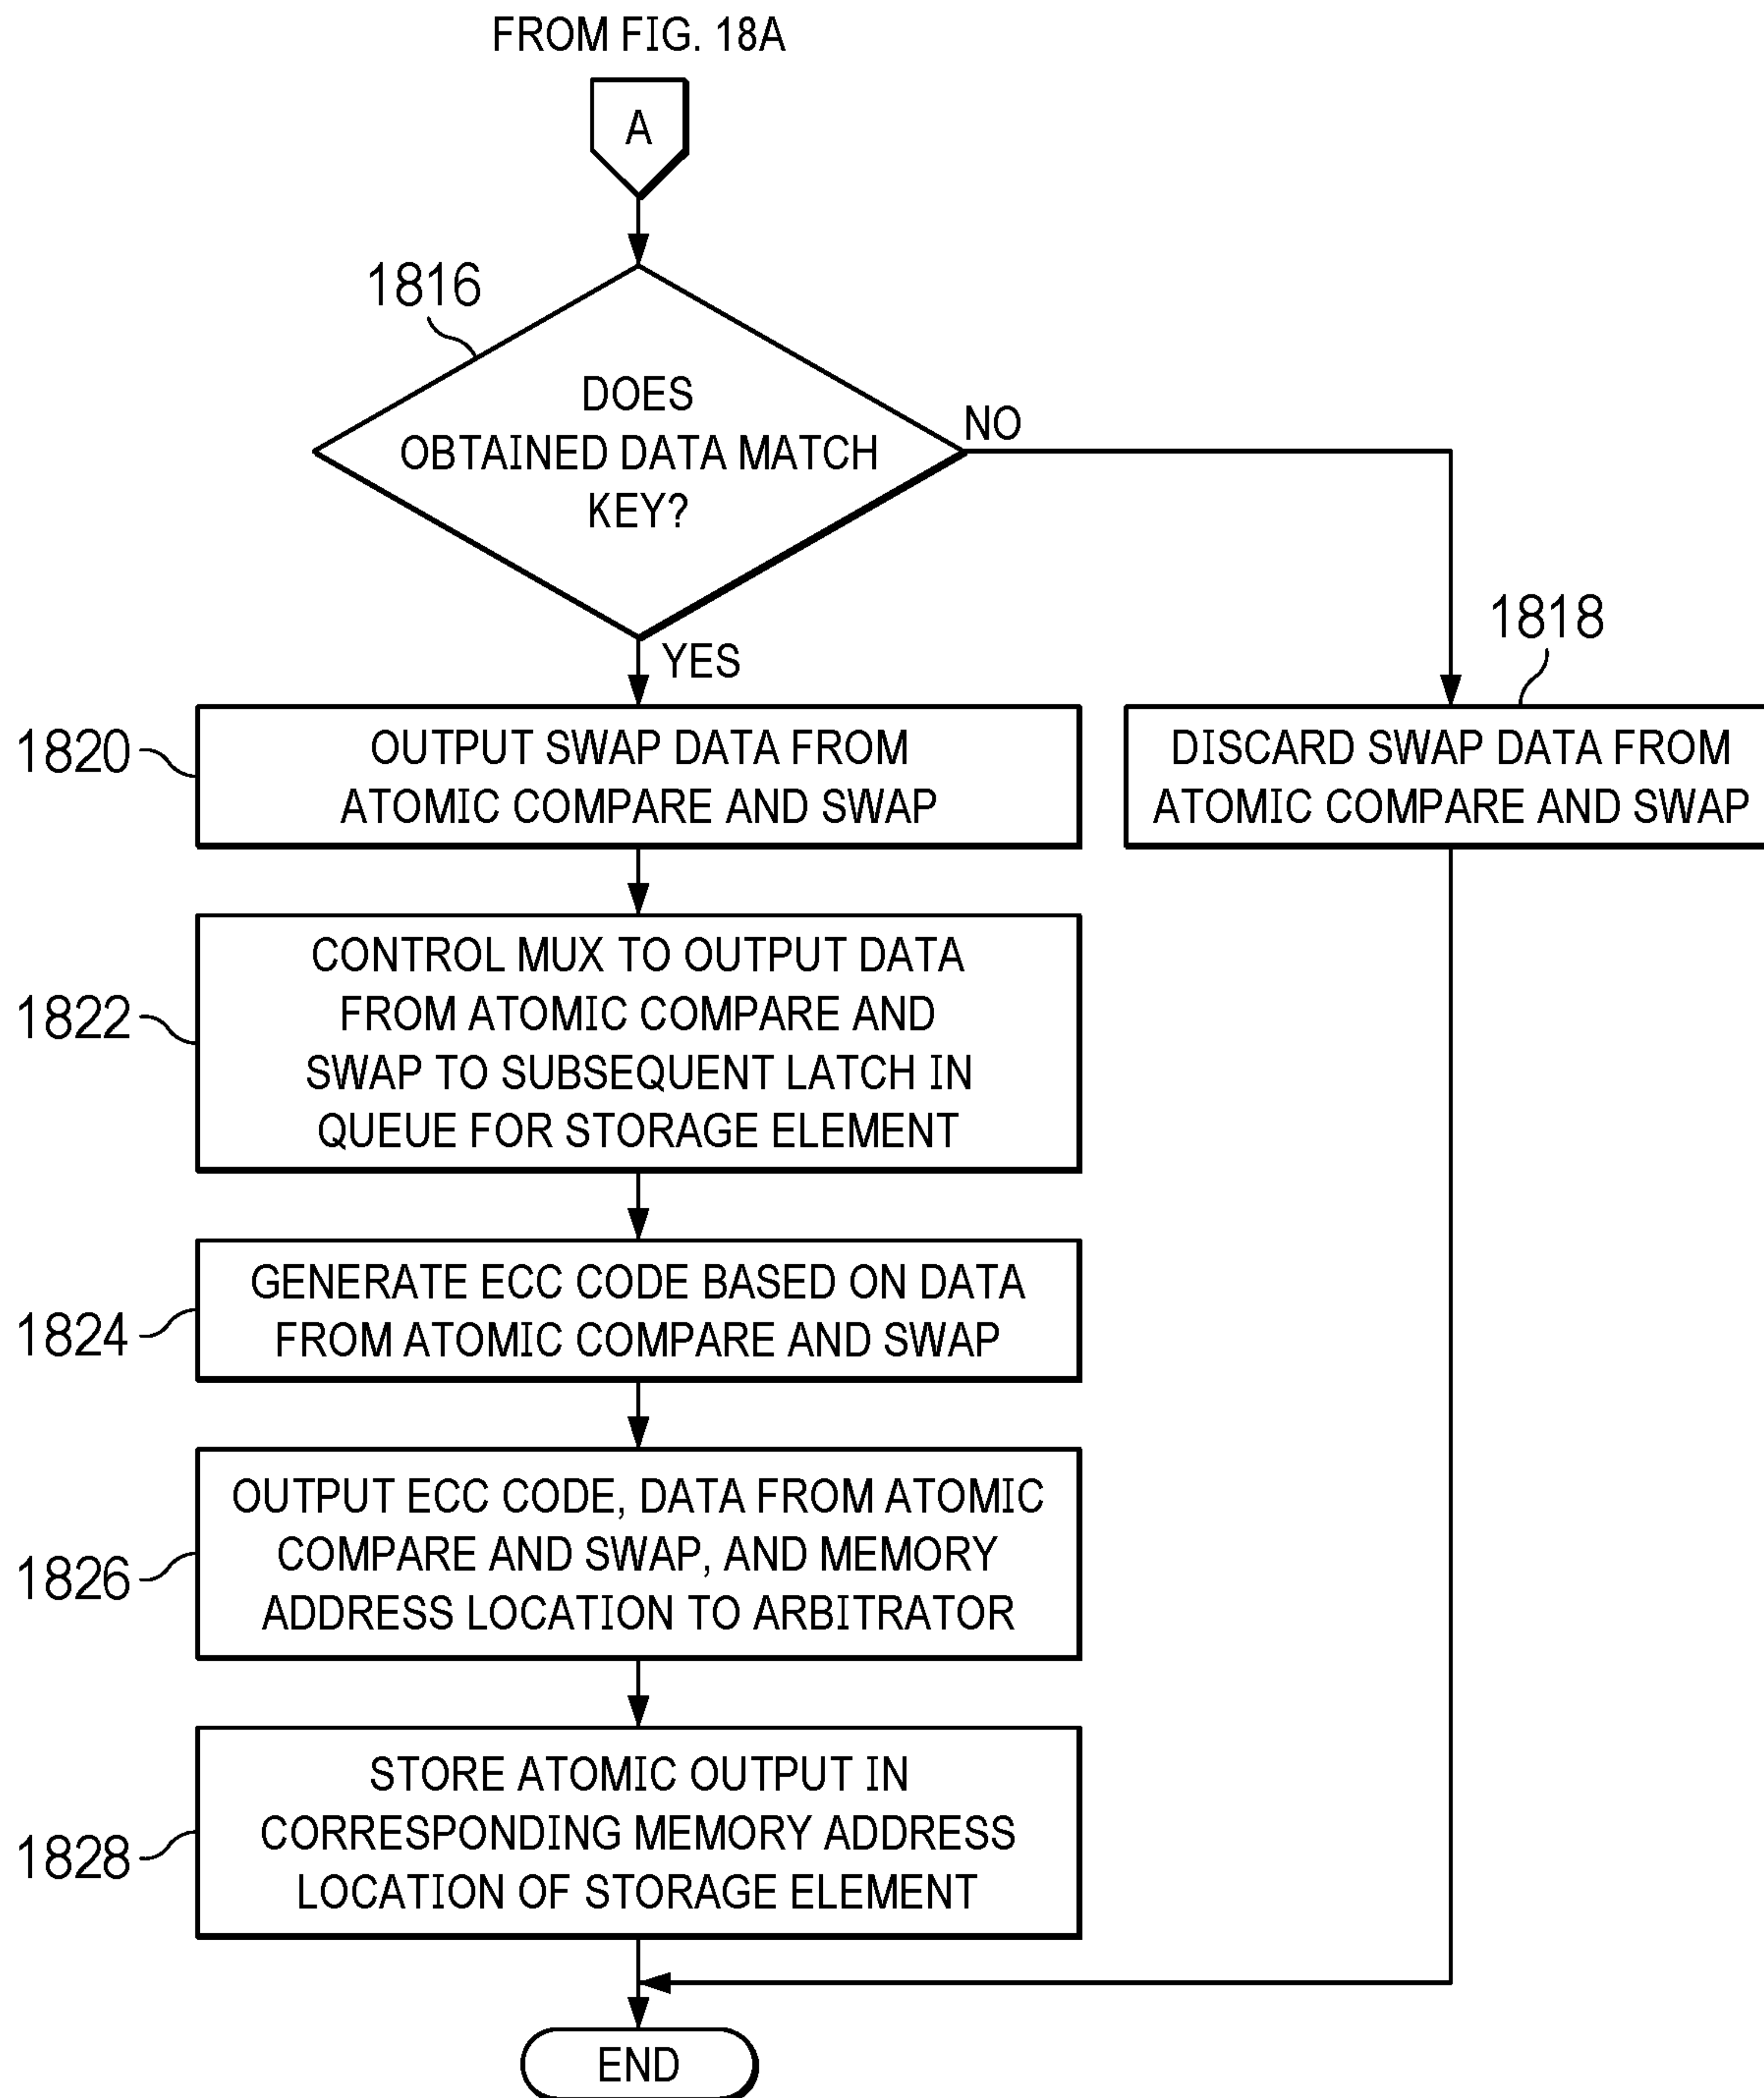 FROM FIG. 18A
A
1816
DOES
OBTAINED DATA MATCH
KEY?
NO
YES
1818
1820
OUTPUT SWAP DATA FROM
ATOMIC COMPARE AND SWAP
DISCARD SWAP DATA FROM
ATOMIC COMPARE AND SWAP
1822
CONTROL MUX TO OUTPUT DATA
FROM ATOMIC COMPARE AND
SWAP TO SUBSEQUENT LATCH IN
QUEUE FOR STORAGE ELEMENT
1824
GENERATE ECC CODE BASED ON DATA
FROM ATOMIC COMPARE AND SWAP
1826
OUTPUT ECC CODE, DATA FROM ATOMIC
COMPARE AND SWAP, AND MEMORY
ADDRESS LOCATION TO ARBITRATOR
1828
STORE ATOMIC OUTPUT IN
CORRESPONDING MEMORY ADDRESS
LOCATION OF STORAGE ELEMENT
END